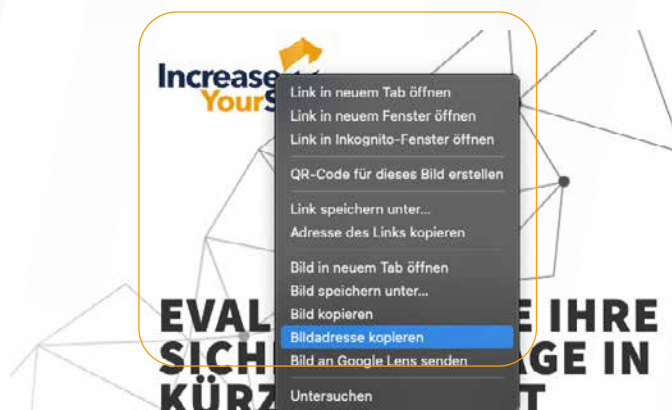 Increase
YourS
Link in neuem Tab öffnen
Link in neuem Fenster öffnen
Link in Inkognito-Fenster öffnen
QR-Code für dieses Bild erstellen
Link speichern unter...
Adresse des Links kopieren
Bild in neuem Tab öffnen
Bild speichern unter...
Bild kopieren
Bildadresse kopieren
Bild an Google Lens senden
Untersuchen
EVAL E IHRE
SICH AGE IN
KÜRZ T